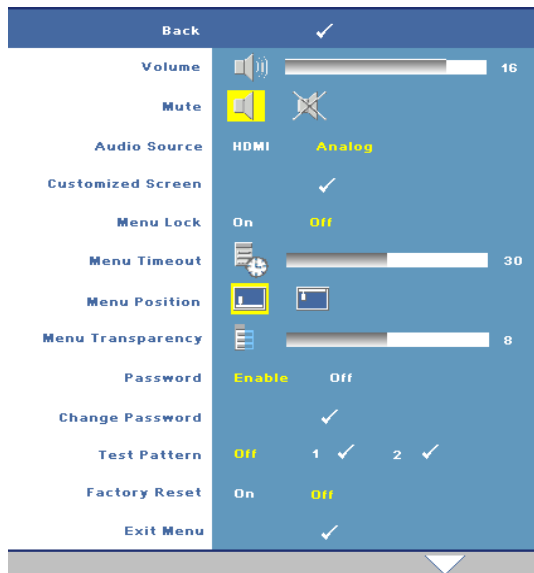 Back
Volume 16
Mute
Audio Source HDMI Analog
Customized Screen
Menu Lock On Off
Menu Timeout 30
Menu Position
Menu Transparency 8
Password Enable Off
Change Password
Test Pattern Off 1 2
Factory Reset On Off
Exit Menu